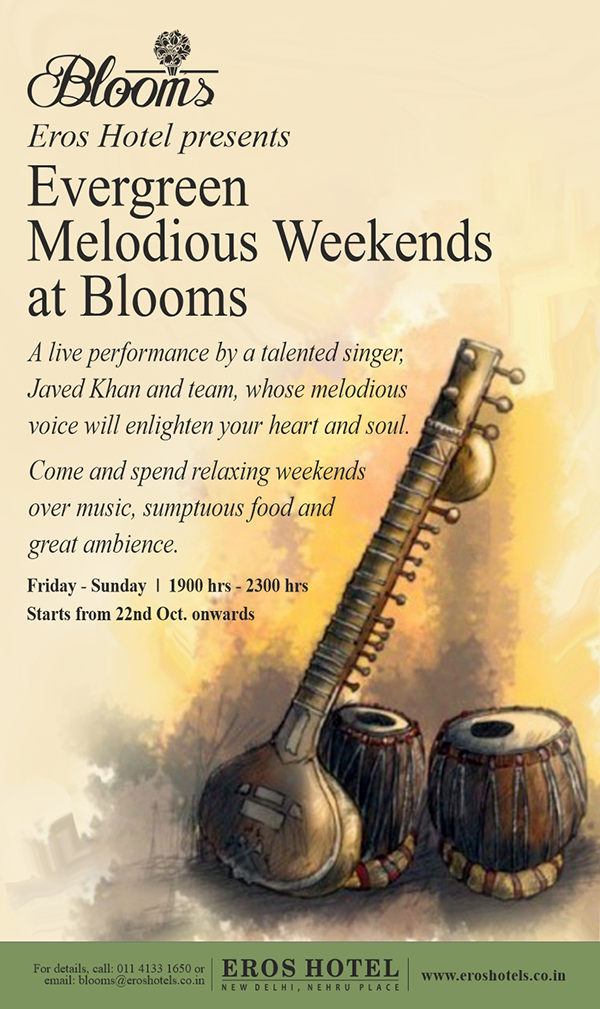 Blooms
Eros Hotel presents
Evergreen
Melodious Weekends
at Blooms
A live performance by a talented singer,
Javed Khan and team, whose melodious
voice will enlighten your heart and soul.
Come and spend relaxing weekends
over music, sumptuous food and
great ambience.
Friday - Sunday | 1900 hrs - 2300 hrs
Starts from 22nd Oct. onwards
For details, call: 011 4133 1650 or
email: blooms@eroshotels.co.in
EROS HOTEL
NEW DELHI, NEHRU PLACE
www.eroshotels.co.in